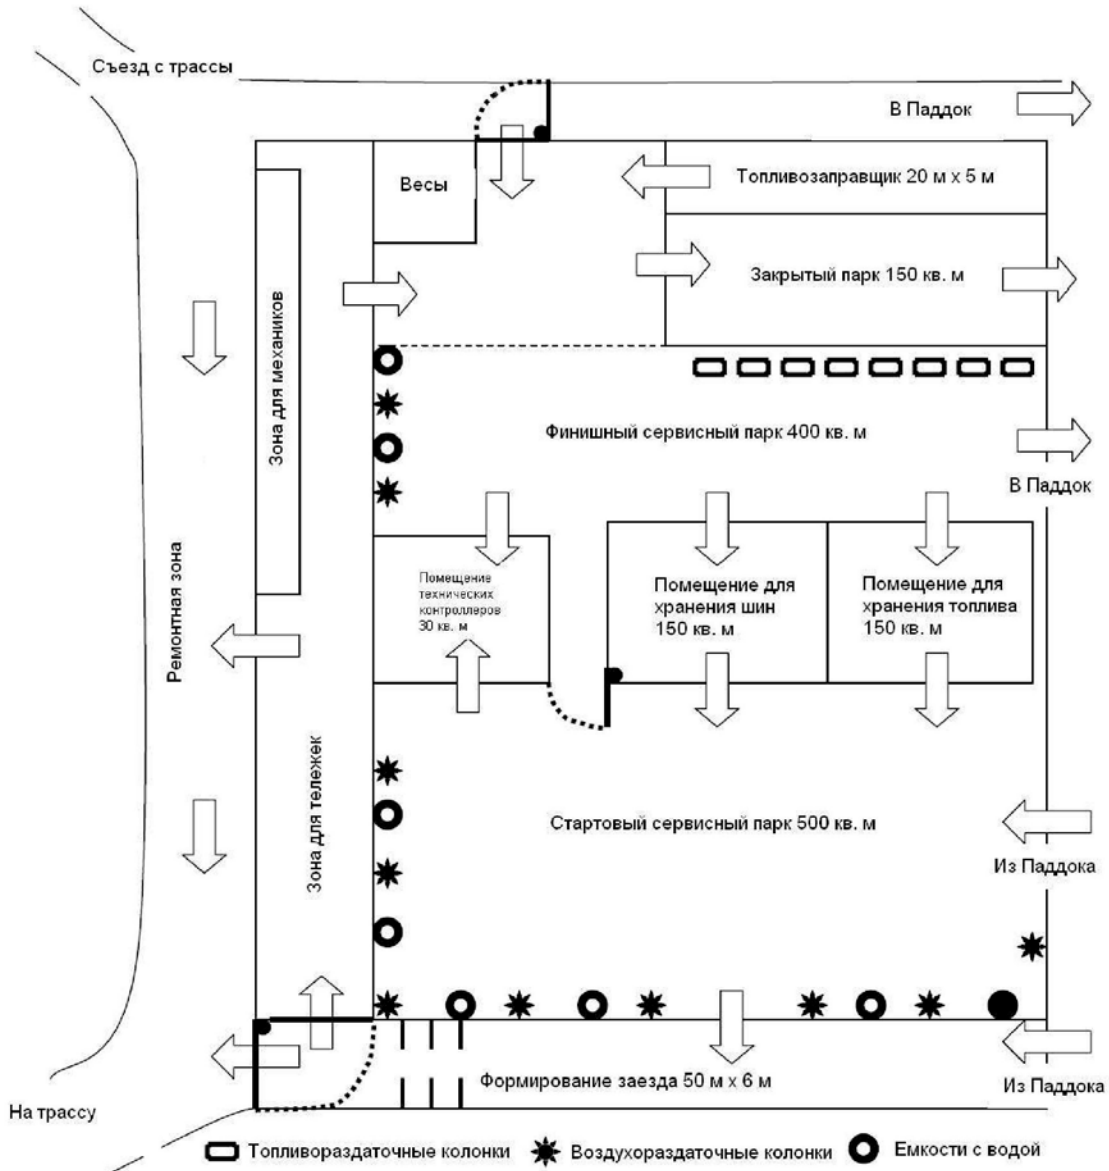 Съезд с трассы
В Паддок
Весы
Топливозаправщик 20 м x 5 м
Закрытый парк 150 кв. м
Зона для механиков
Финишный сервисный парк 400 кв. м
В Паддок
Ремонтная зона
Помещение
технических
контроллеров
30 кв. м
Помещение для
хранения шин
150 кв. м
Помещение для
хранения топлива
150 кв. м
Зона для тележек
Стартовый сервисный парк 500 кв. м
Из Паддока
Формирование заезда 50 м x 6 м
Из Паддока
На трассу
Топливораздаточные колонки
Воздухораздаточные колонки
Емкости с водой